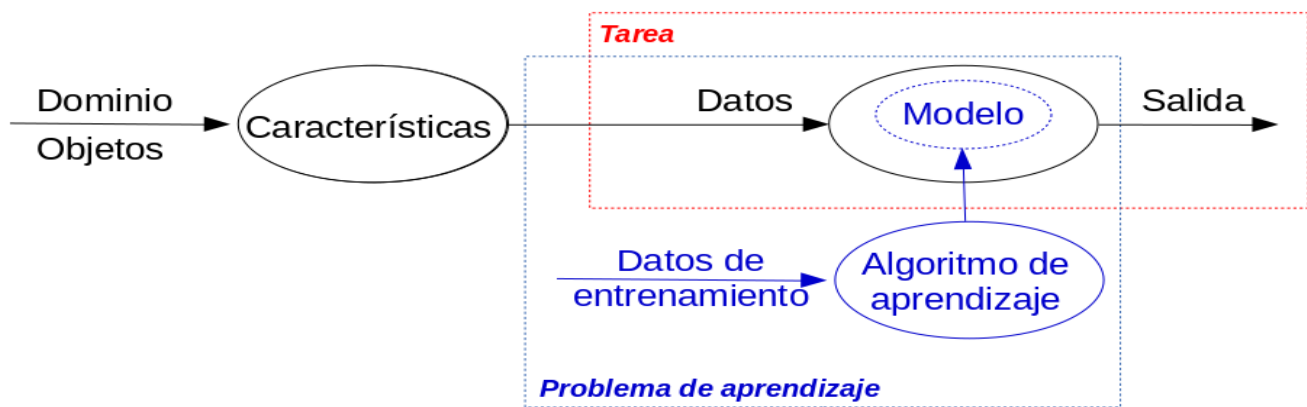 Tarea
Dominio
Objetos
Características
Datos
Modelo
Salida
Datos de
entrenamiento
Algoritmo de
aprendizaje
Problema de aprendizaje